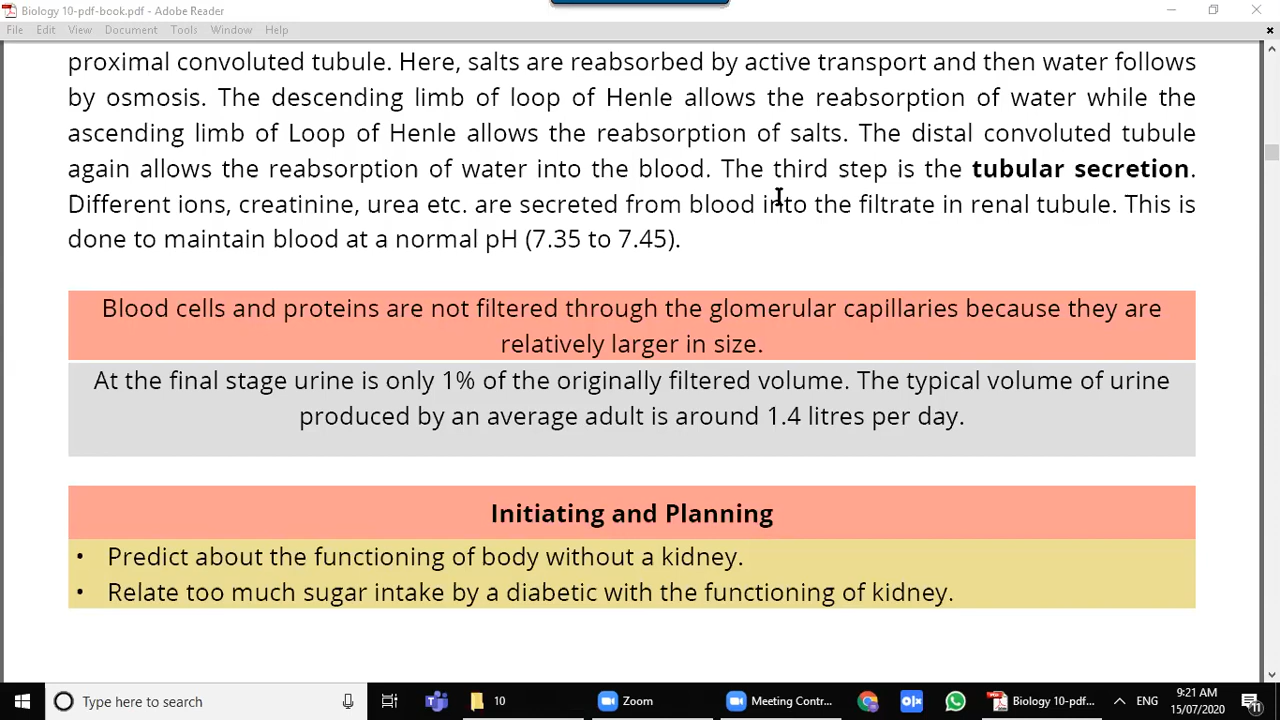 Biology 10-pdf-book.pdf - Adobe Reader
File Edit View Document Tools Window Help
proximal convoluted tubule. Here, salts are reabsorbed by active transport and then water follows
by osmosis. The descending limb of loop of Henle allows the reabsorption of water while the
ascending limb of Loop of Henle allows the reabsorption of salts. The distal convoluted tubule
again allows the reabsorption of water into the blood. The third step is the tubular secretion.
Different ions, creatinine, urea etc. are secreted from blood into the filtrate in renal tubule. This is
done to maintain blood at a normal pH (7.35 to 7.45).
Blood cells and proteins are not filtered through the glomerular capillaries because they are
relatively larger in size.
At the final stage urine is only 1% of the originally filtered volume. The typical volume of urine
produced by an average adult is around 1.4 litres per day.
Initiating and Planning
• Predict about the functioning of body without a kidney.
• Relate too much sugar intake by a diabetic with the functioning of kidney.
Type here to search 10 Zoom Meeting Contr... Biology 10-pdf-bo... ENG 9:21 AM
15/07/2020 11